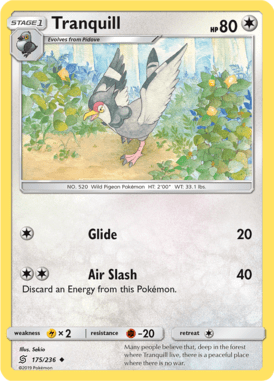 STAGE 1
Tranquill
HP 80
Evolves from Pidove
NO. 520 Wild Pigeon Pokémon HT: 2'00" WT: 33.1 lbs.
Glide 20
Air Slash 40
Discard an Energy from this Pokémon.
weakness ×2 resistance -20 retreat
Illus. Sekio
175/236
©2019 Pokémon
Many people believe that, deep in the forest
where Tranquill live, there is a peaceful place
where there is no war.